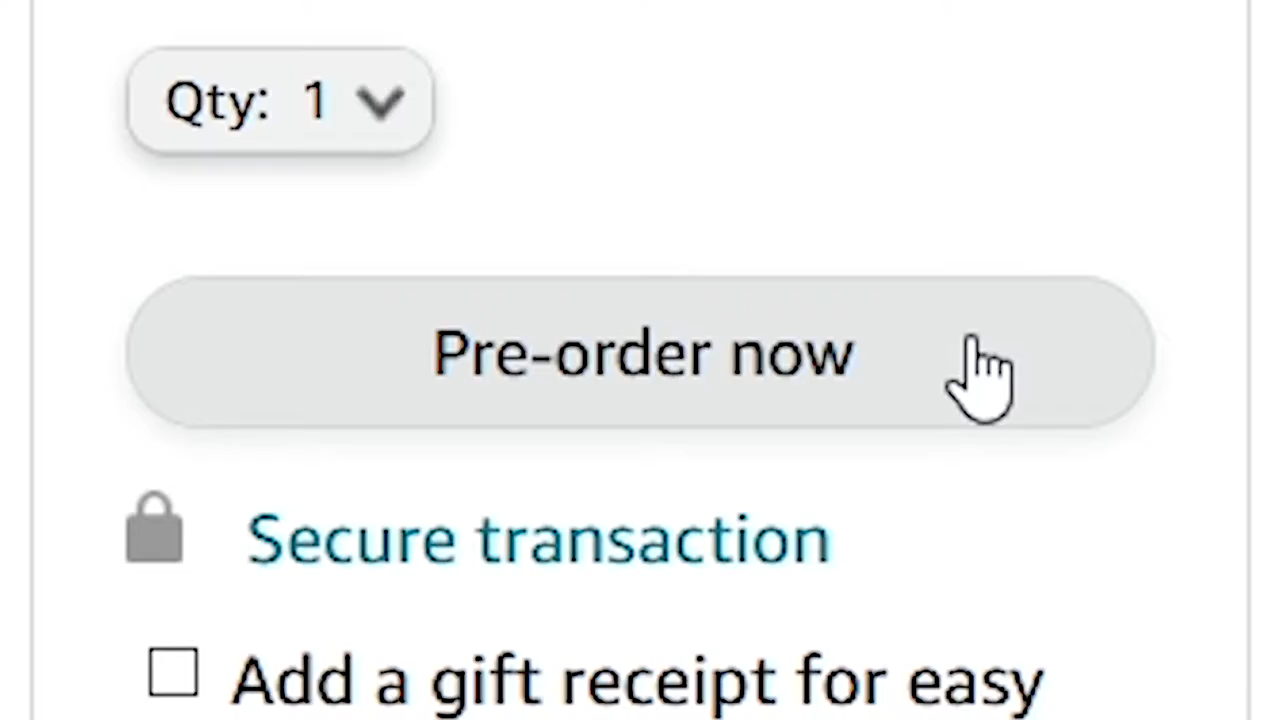 Qty: 1
Pre-order now
Secure transaction
Add a gift receipt for easy